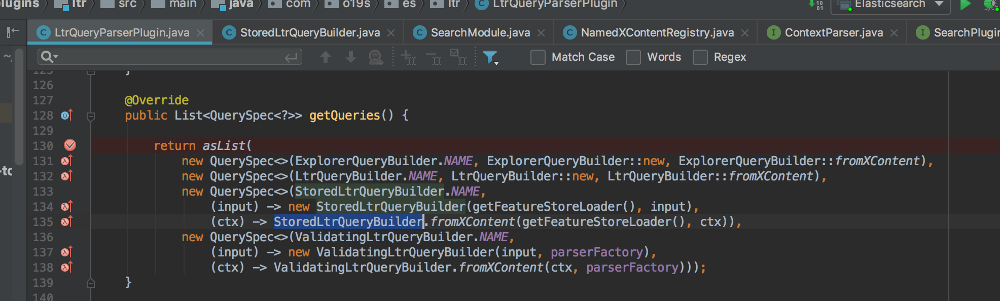 plugins ltr src main java com o19s es ltr LtrQueryParserPlugin Elasticsearch
LtrQueryParserPlugin.java StoredLtrQueryBuilder.java SearchModule.java NamedXContentRegistry.java ContextParser.java SearchPlugin
Match Case Words Regex
125 }
126
127 @Override
128 public List<QuerySpec<?>> getQueries() {
129
130 return asList(
131 new QuerySpec<>(ExplorerQueryBuilder.NAME, ExplorerQueryBuilder::new, ExplorerQueryBuilder::fromXContent),
132 new QuerySpec<>(LtrQueryBuilder.NAME, LtrQueryBuilder::new, LtrQueryBuilder::fromXContent),
133 new QuerySpec<>(StoredLtrQueryBuilder.NAME,
134 (input) -> new StoredLtrQueryBuilder(getFeatureStoreLoader(), input),
135 (ctx) -> StoredLtrQueryBuilder.fromXContent(getFeatureStoreLoader(), ctx)),
136 new QuerySpec<>(ValidatingLtrQueryBuilder.NAME,
137 (input) -> new ValidatingLtrQueryBuilder(input, parserFactory),
138 (ctx) -> ValidatingLtrQueryBuilder.fromXContent(ctx, parserFactory)));
139 }
140